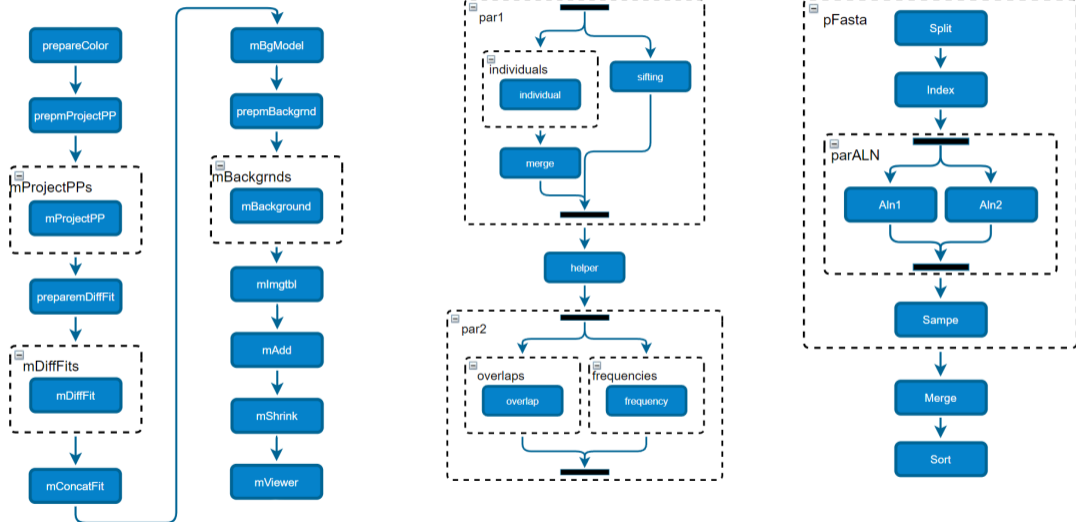 prepareColor
prepmProjectPP
mProjectPPs
mProjectPP
preparemDiffFit
mDiffFits
mDiffFit
mConcatFit
mBgModel
prepmBackgrnd
mBackgrnds
mBackground
mImgtbl
mAdd
mShrink
mViewer
par1
individuals
individual
sifting
merge
helper
par2
overlaps
overlap
frequencies
frequency
pFasta
Split
Index
parALN
Aln1
Aln2
Sampe
Merge
Sort